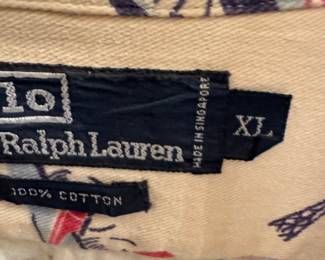 lo
Ralph Lauren
MADE IN SINGAPORE
XL
100% COTTON